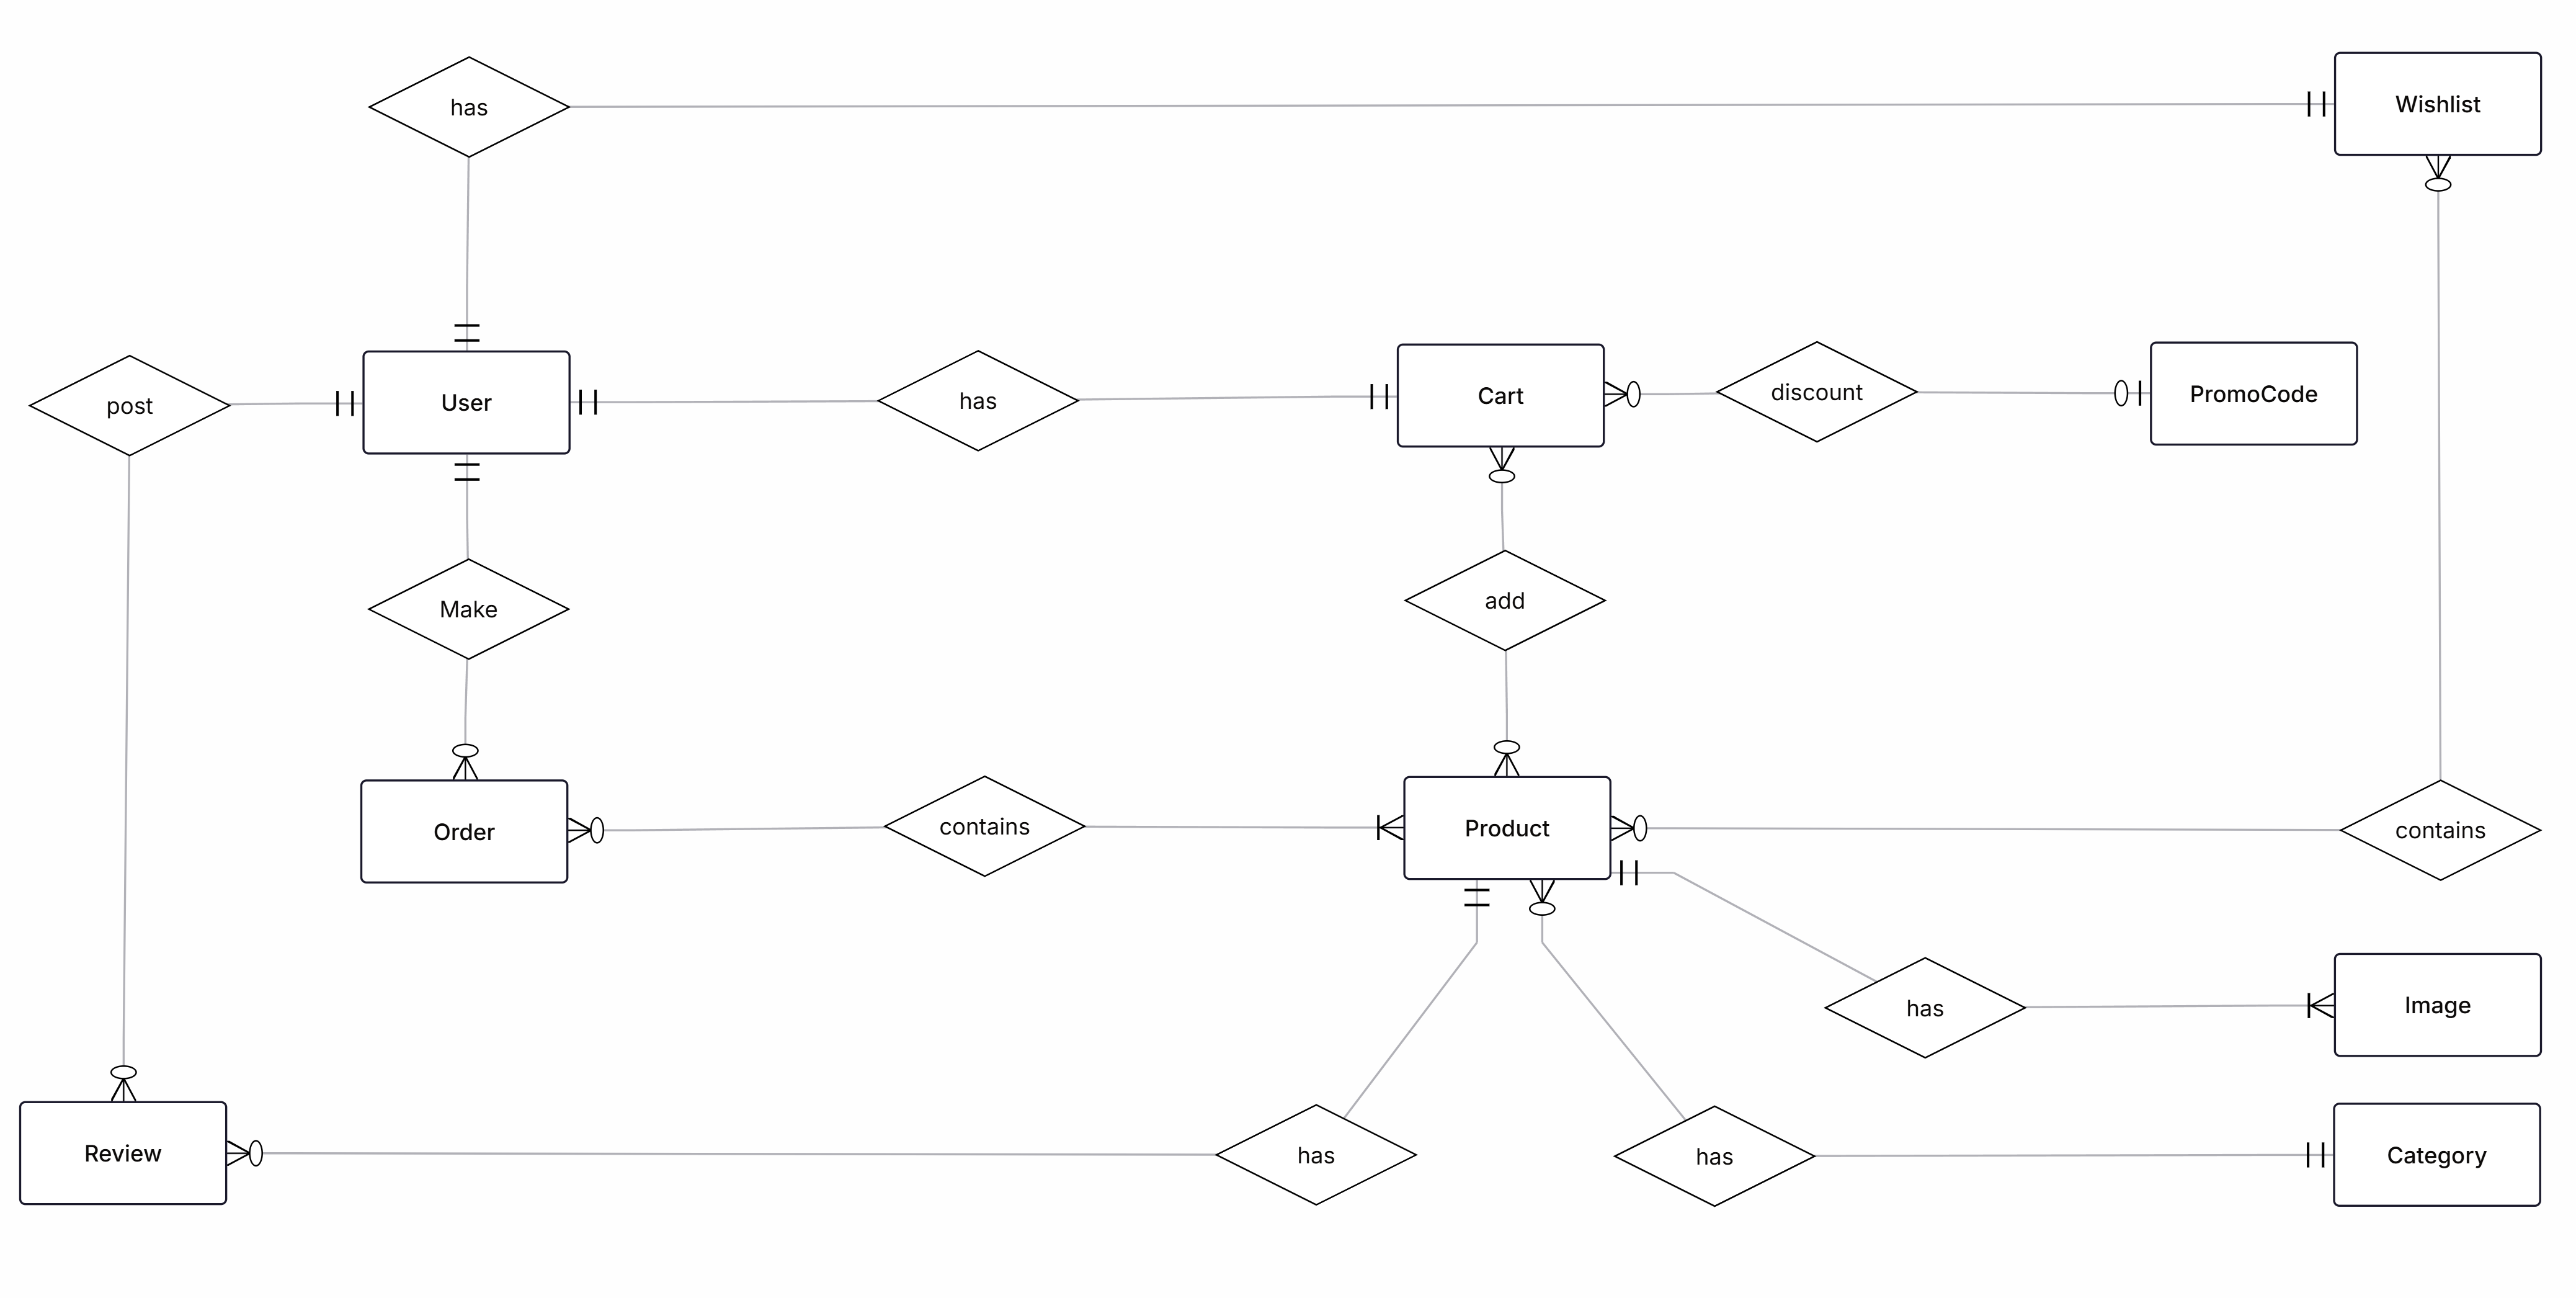 has
Wishlist
post
User
has
Cart
discount
PromoCode
Make
add
Order
contains
Product
contains
has
Image
Review
has
has
Category